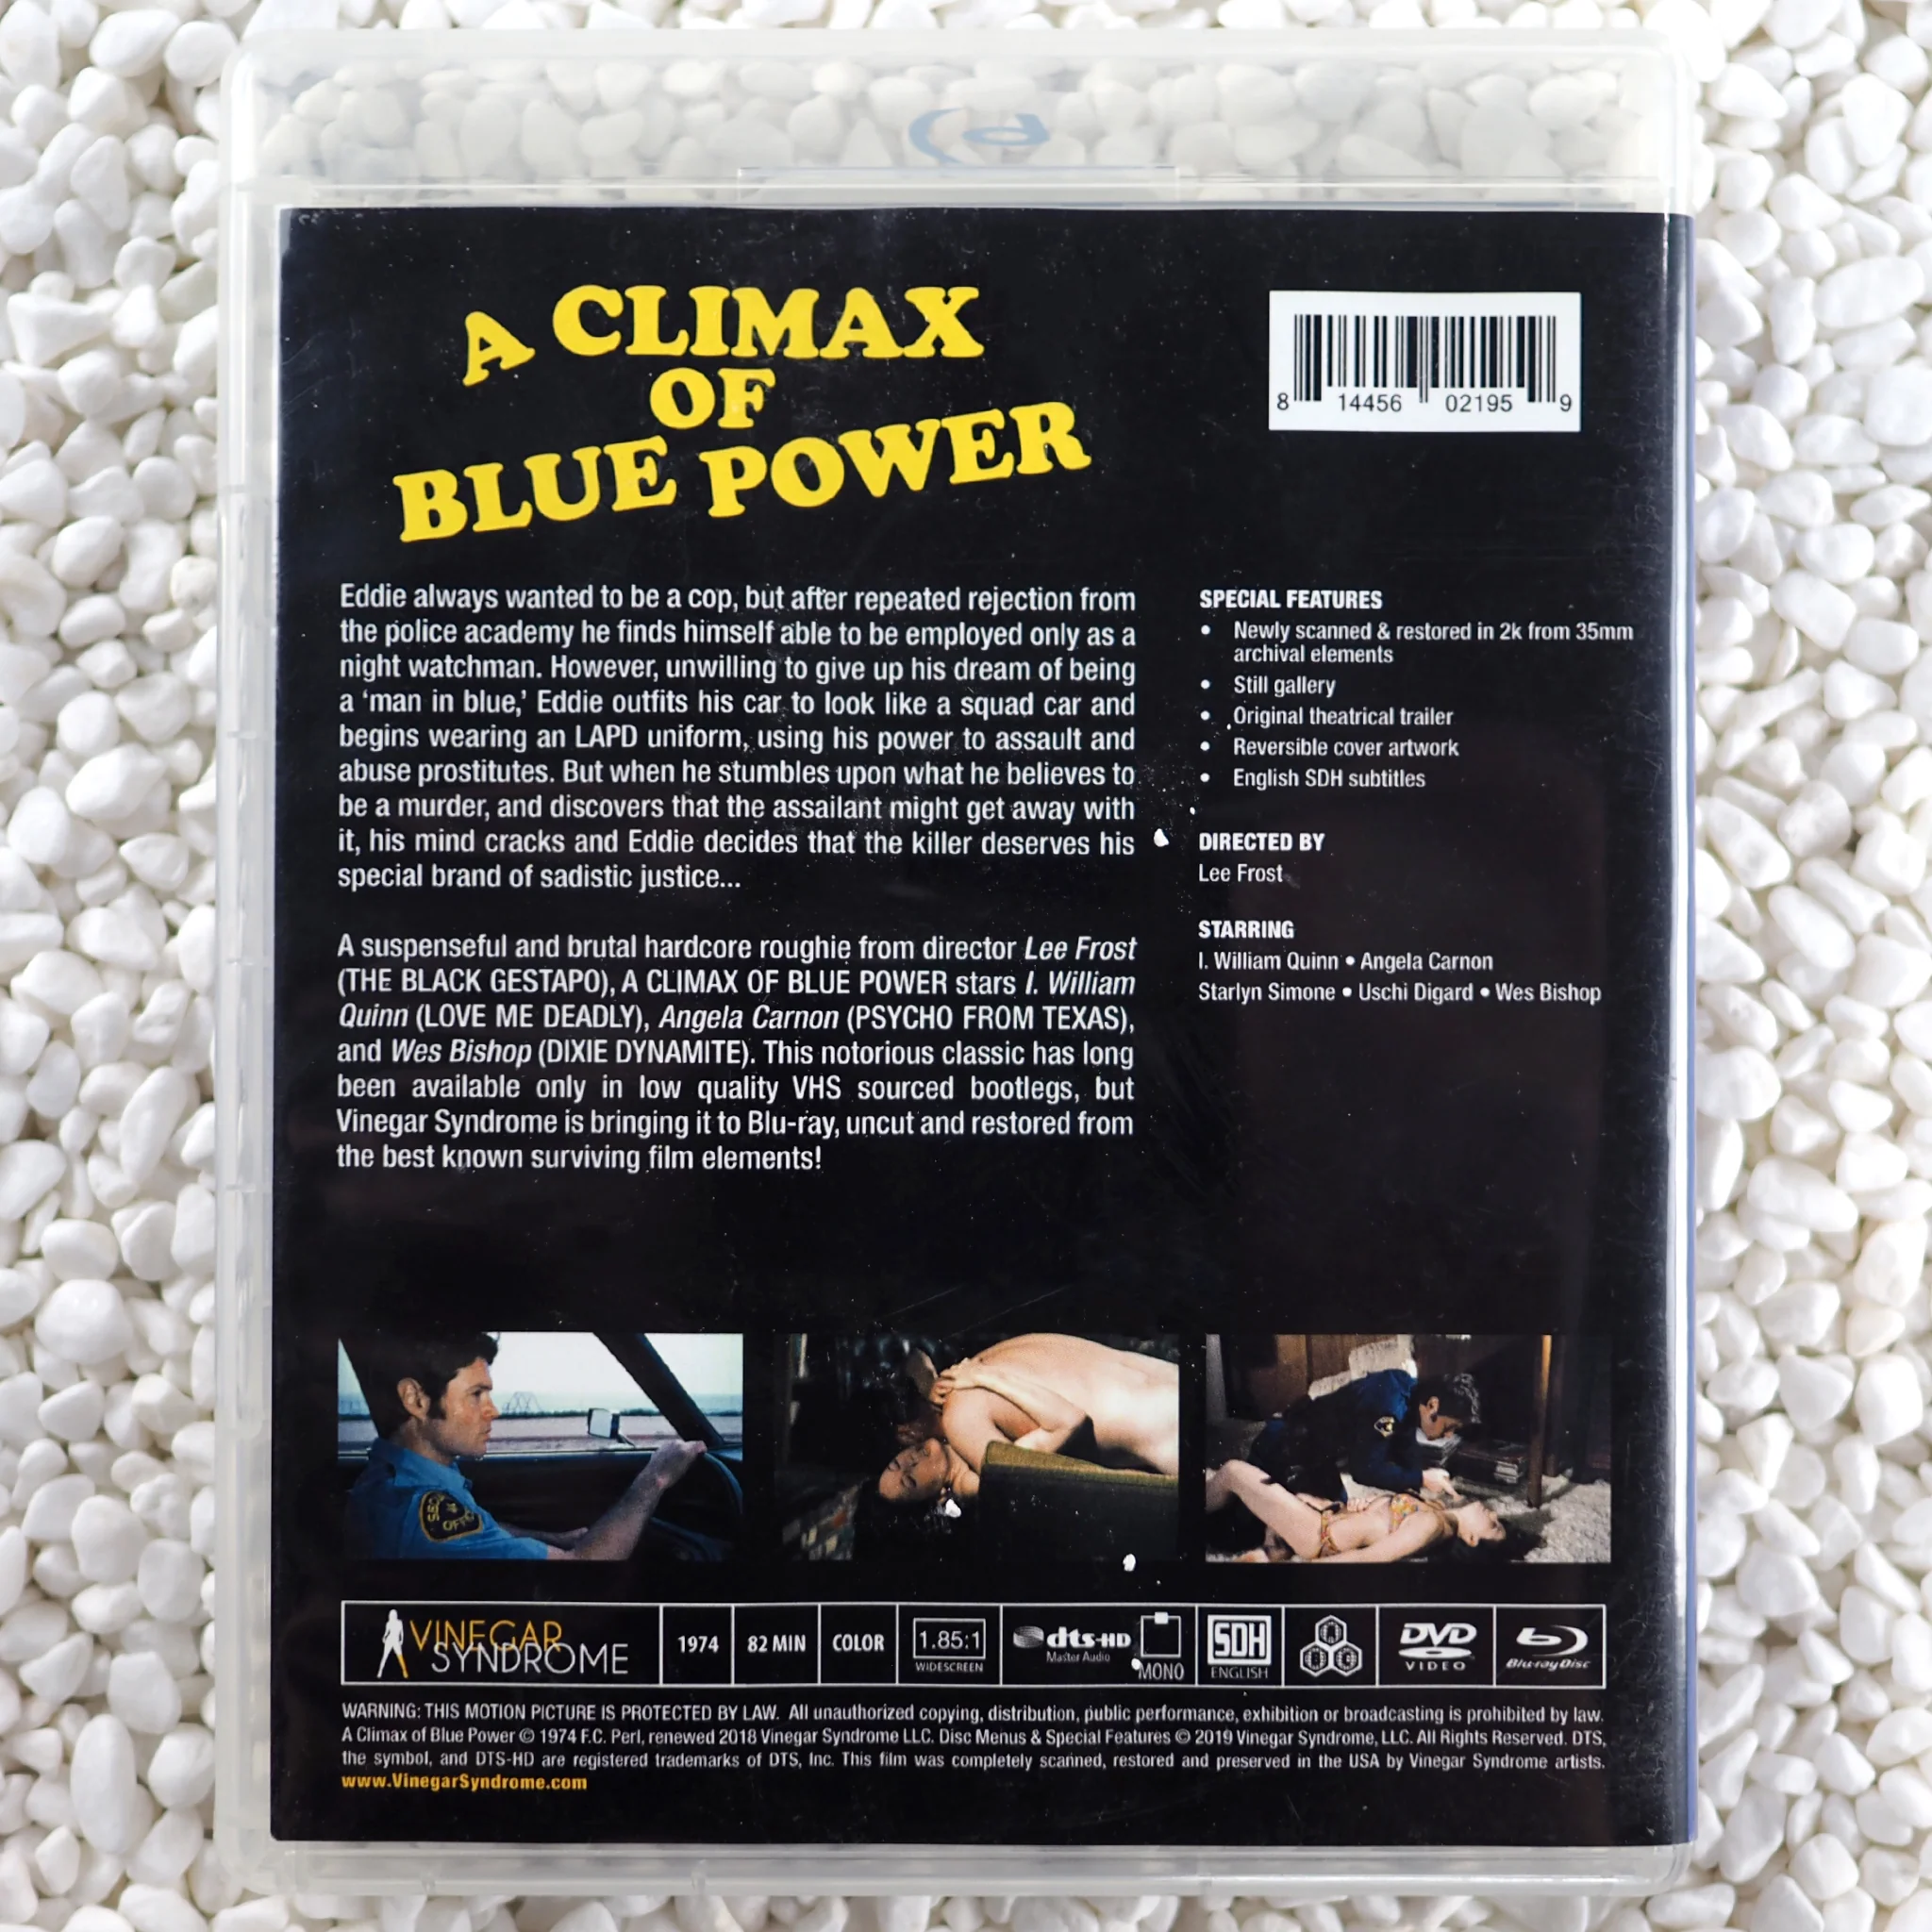 A CLIMAX
OF
BLUE POWER
8 14456 02195 9
Eddie always wanted to be a cop, but after repeated rejection from
the police academy he finds himself able to be employed only as a
night watchman. However, unwilling to give up his dream of being
a ‘man in blue,’ Eddie outfits his car to look like a squad car and
begins wearing an LAPD uniform, using his power to assault and
abuse prostitutes. But when he stumbles upon what he believes to
be a murder, and discovers that the assailant might get away with
it, his mind cracks and Eddie decides that the killer deserves his
special brand of sadistic justice...
A suspenseful and brutal hardcore roughie from director Lee Frost
(THE BLACK GESTAPO), A CLIMAX OF BLUE POWER stars I. William
Quinn (LOVE ME DEADLY), Angela Carnon (PSYCHO FROM TEXAS),
and Wes Bishop (DIXIE DYNAMITE). This notorious classic has long
been available only in low quality VHS sourced bootlegs, but
Vinegar Syndrome is bringing it to Blu-ray, uncut and restored from
the best known surviving film elements!
SPECIAL FEATURES
• Newly scanned & restored in 2k from 35mm
archival elements
• Still gallery
• Original theatrical trailer
• Reversible cover artwork
• English SDH subtitles
DIRECTED BY
Lee Frost
STARRING
I. William Quinn • Angela Carnon
Starlyn Simone • Uschi Digard • Wes Bishop
VINEGAR
SYNDROME
1974
82 MIN
COLOR
1.85:1
WIDESCREEN
dts-HD
Master Audio
MONO
SDH
ENGLISH
DVD
VIDEO
Blu-ray Disc
WARNING: THIS MOTION PICTURE IS PROTECTED BY LAW. All unauthorized copying, distribution, public performance, exhibition or broadcasting is prohibited by law.
A Climax of Blue Power © 1974 F.C. Perl, renewed 2018 Vinegar Syndrome LLC. Disc Menus & Special Features © 2019 Vinegar Syndrome, LLC. All Rights Reserved. DTS,
the symbol, and DTS-HD are registered trademarks of DTS, Inc. This film was completely scanned, restored and preserved in the USA by Vinegar Syndrome artists.
www.VinegarSyndrome.com